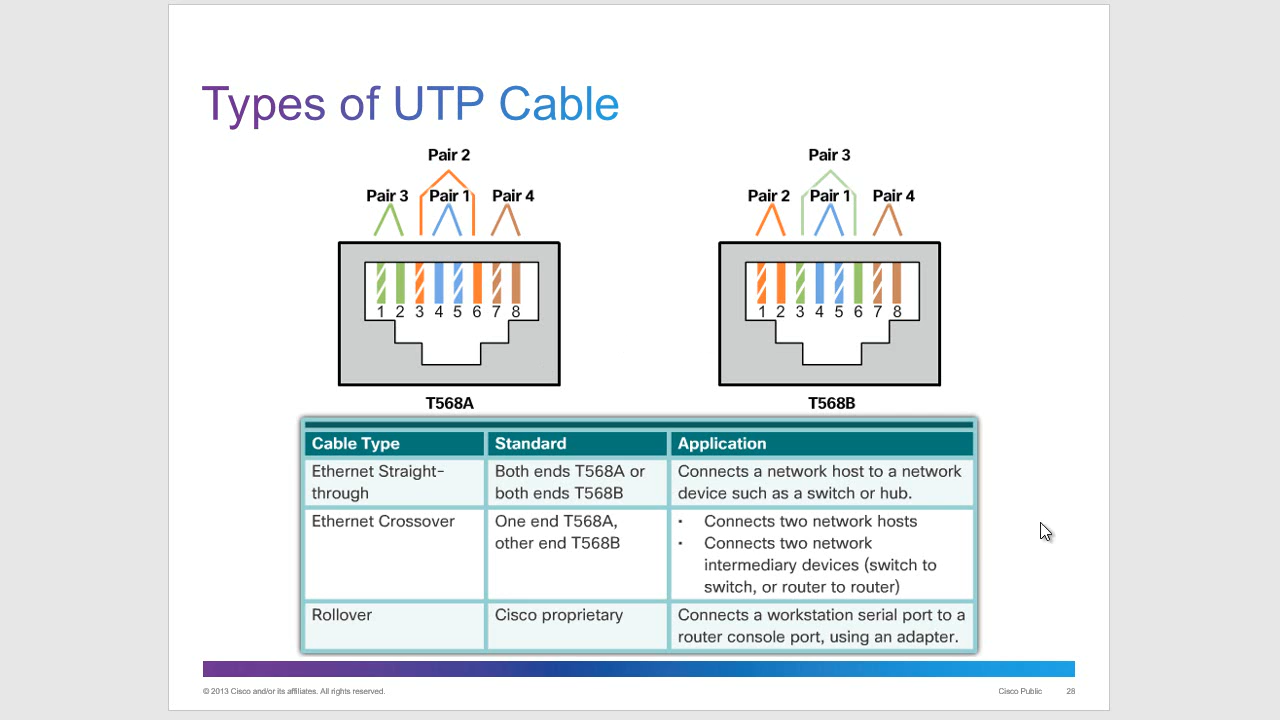 Types of UTP Cable
Pair 2
Pair 3 Pair 1 Pair 4
1 2 3 4 5 6 7 8
T568A
Pair 3
Pair 2 Pair 1 Pair 4
1 2 3 4 5 6 7 8
T568B
Cable Type Standard Application
Ethernet Straight-
through
Both ends T568A or
both ends T568B
Connects a network host to a network
device such as a switch or hub.
Ethernet Crossover
One end T568A,
other end T568B
• Connects two network hosts
• Connects two network
intermediary devices (switch to
switch, or router to router)
Rollover
Cisco proprietary
Connects a workstation serial port to a
router console port, using an adapter.
© 2013 Cisco and/or its affiliates. All rights reserved.
Cisco Public 28